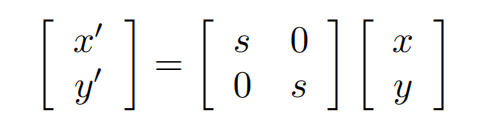 [ x′ ] = [ s 0 ] [ x ]
[ y′ ] [ 0 s ] [ y ]